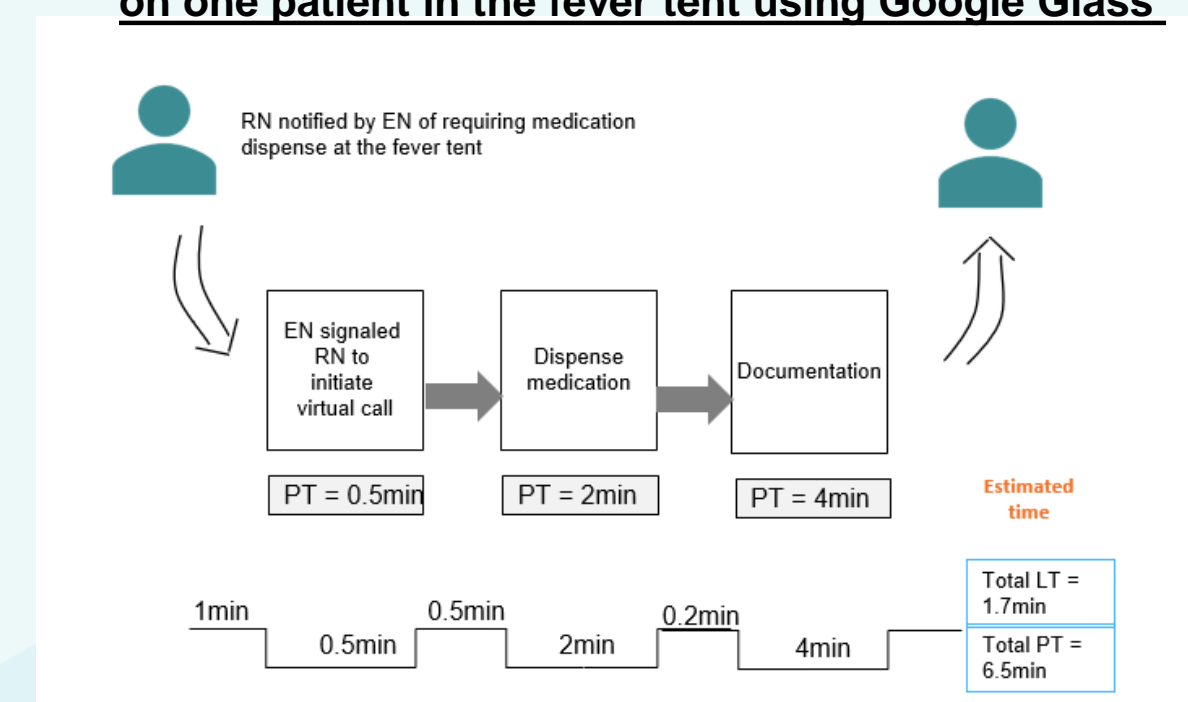 on one patient in the fever tent using Google Glass
RN notified by EN of requiring medication
dispense at the fever tent
EN signaled
RN to
initiate
virtual call
Dispense
medication
Documentation
PT = 0.5min
PT = 2min
PT = 4min
Estimated
time
1min
0.5min
0.5min
2min
0.2min
4min
Total LT =
1.7min
Total PT =
6.5min